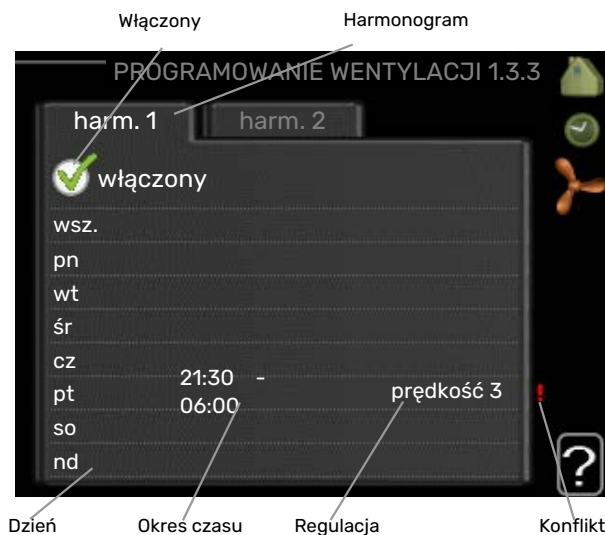 Włączony Harmonogram
PROGRAMOWANIE WENTYLACJI 1.3.3
harm. 1 harm. 2
włączony
wsz.
pn
wt
śr
cz
pt 21:30 - 06:00 prędkość 3 !
so
nd
?
Dzień Okres czasu Regulacja Konflikt